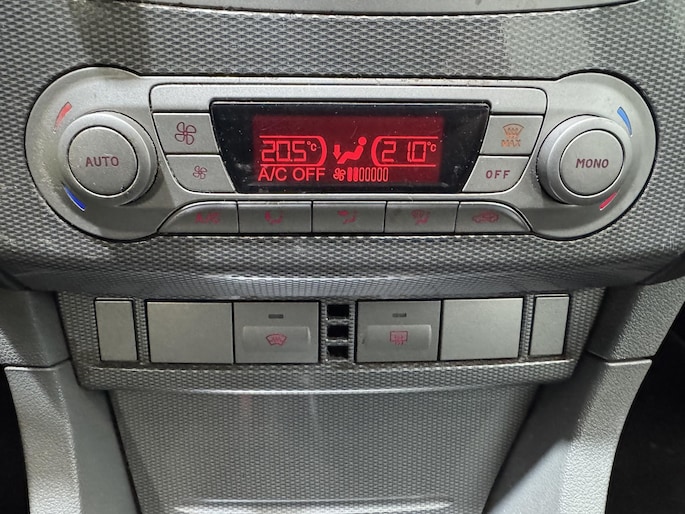 AUTO
20.5°C
21.0°C
A/C OFF
MAX
OFF
MONO
A/C